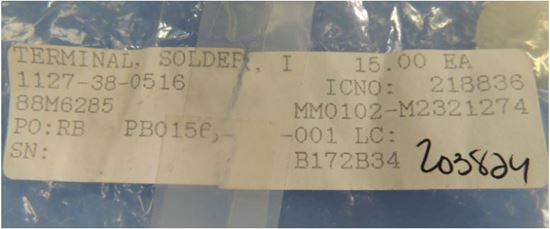 TERMINAL, SOLDER, I 15.00 EA
1127-38-0516 ICNO: 218836
88M6285 MM0102-M2321274
PO:RB PB0156, -001 LC:
SN: B172B34 203824